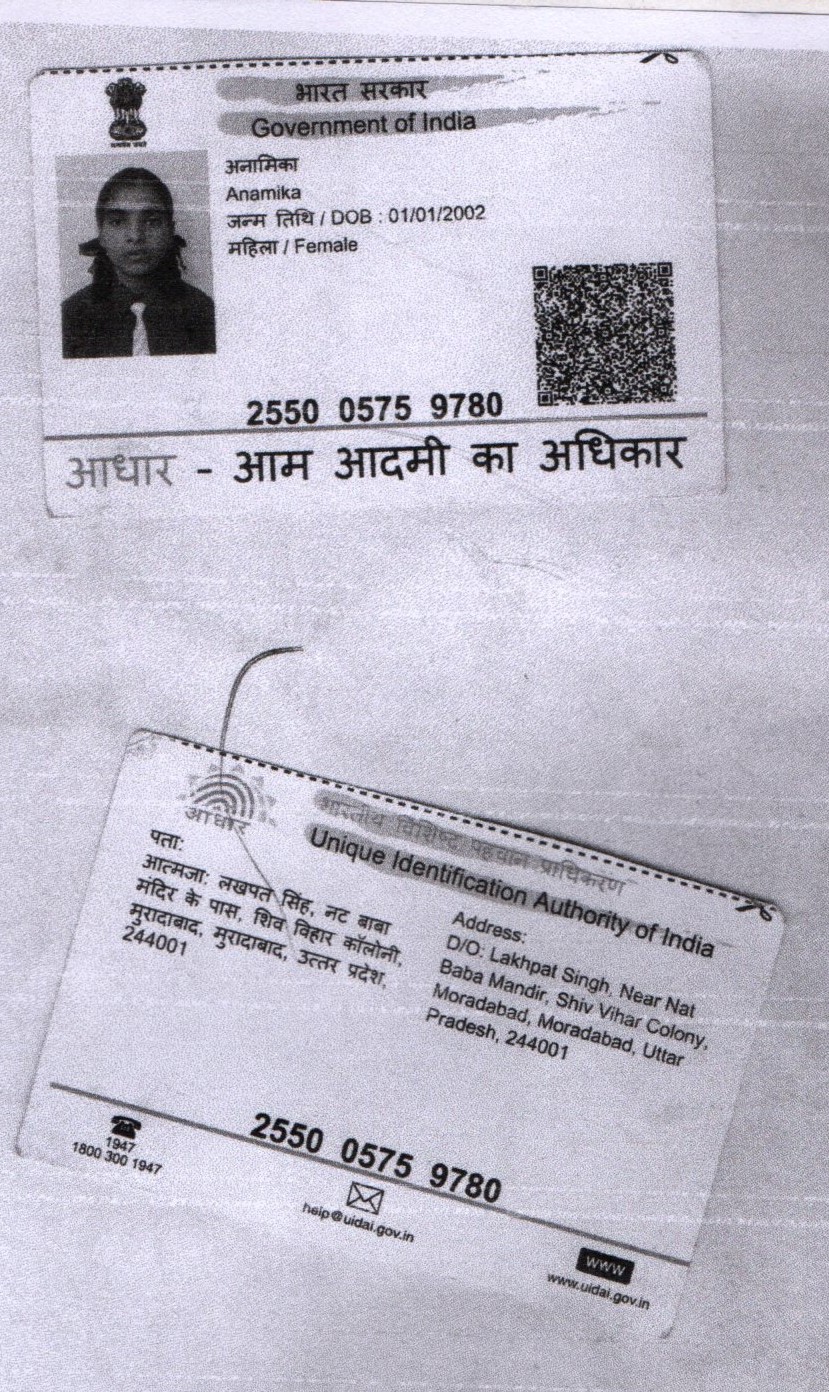 भारत सरकार
Government of India
अनामिका
Anamika
जन्म तिथि / DOB : 01/01/2002
महिला / Female
2550 0575 9780
आधार - आम आदमी का अधिकार
आधार
भारतीय विशिष्ट पहचान प्राधिकरण
Unique Identification Authority of India
पता:
आत्मजा: लखपत सिंह, नट बाबा
मंदिर के पास, शिव विहार कॉलोनी,
मुरादाबाद, मुरादाबाद, उत्तर प्रदेश,
244001
Address:
D/O: Lakhpat Singh, Near Nat
Baba Mandir, Shiv Vihar Colony,
Moradabad, Moradabad, Uttar
Pradesh, 244001
2550 0575 9780
1947
1800 300 1947
help@uidai.gov.in
www
www.uidai.gov.in